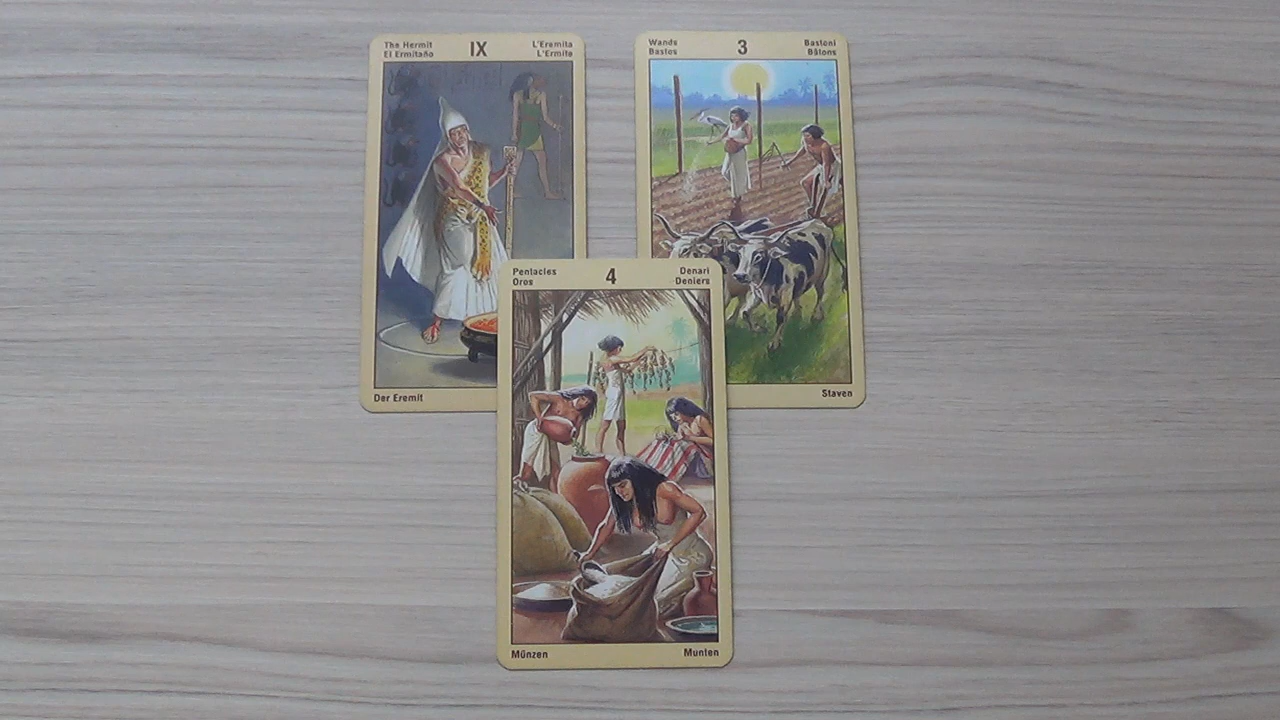 The Hermit IX L'Eremita
El Ermitaño L'Ermite
Der Eremit
Wands 3 Bastoni
Bastos Bâtons
Staven
Pentacles 4 Denari
Oros Deniers
Münzen Munten